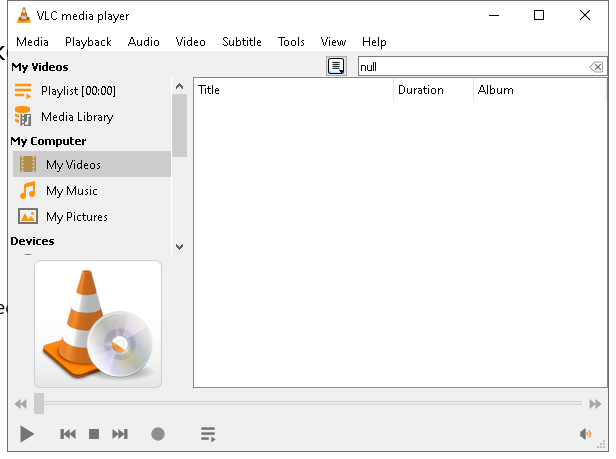 VLC media player
Media Playback Audio Video Subtitle Tools View Help
My Videos
null
Playlist [00:00]
Media Library
My Computer
My Videos
My Music
My Pictures
Devices
Title Duration Album